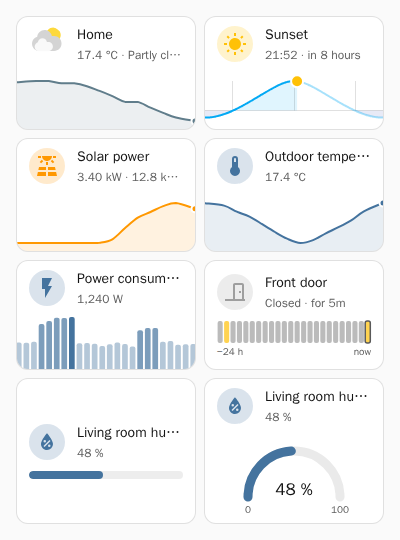 Home
17.4 °C · Partly cl···
Sunset
21:52 · in 8 hours
Solar power
3.40 kW · 12.8 k···
Outdoor tempe···
17.4 °C
Power consum···
1,240 W
Front door
Closed · for 5m
−24 h
now
Living room hu···
48 %
Living room hu···
48 %
48 %
0
100